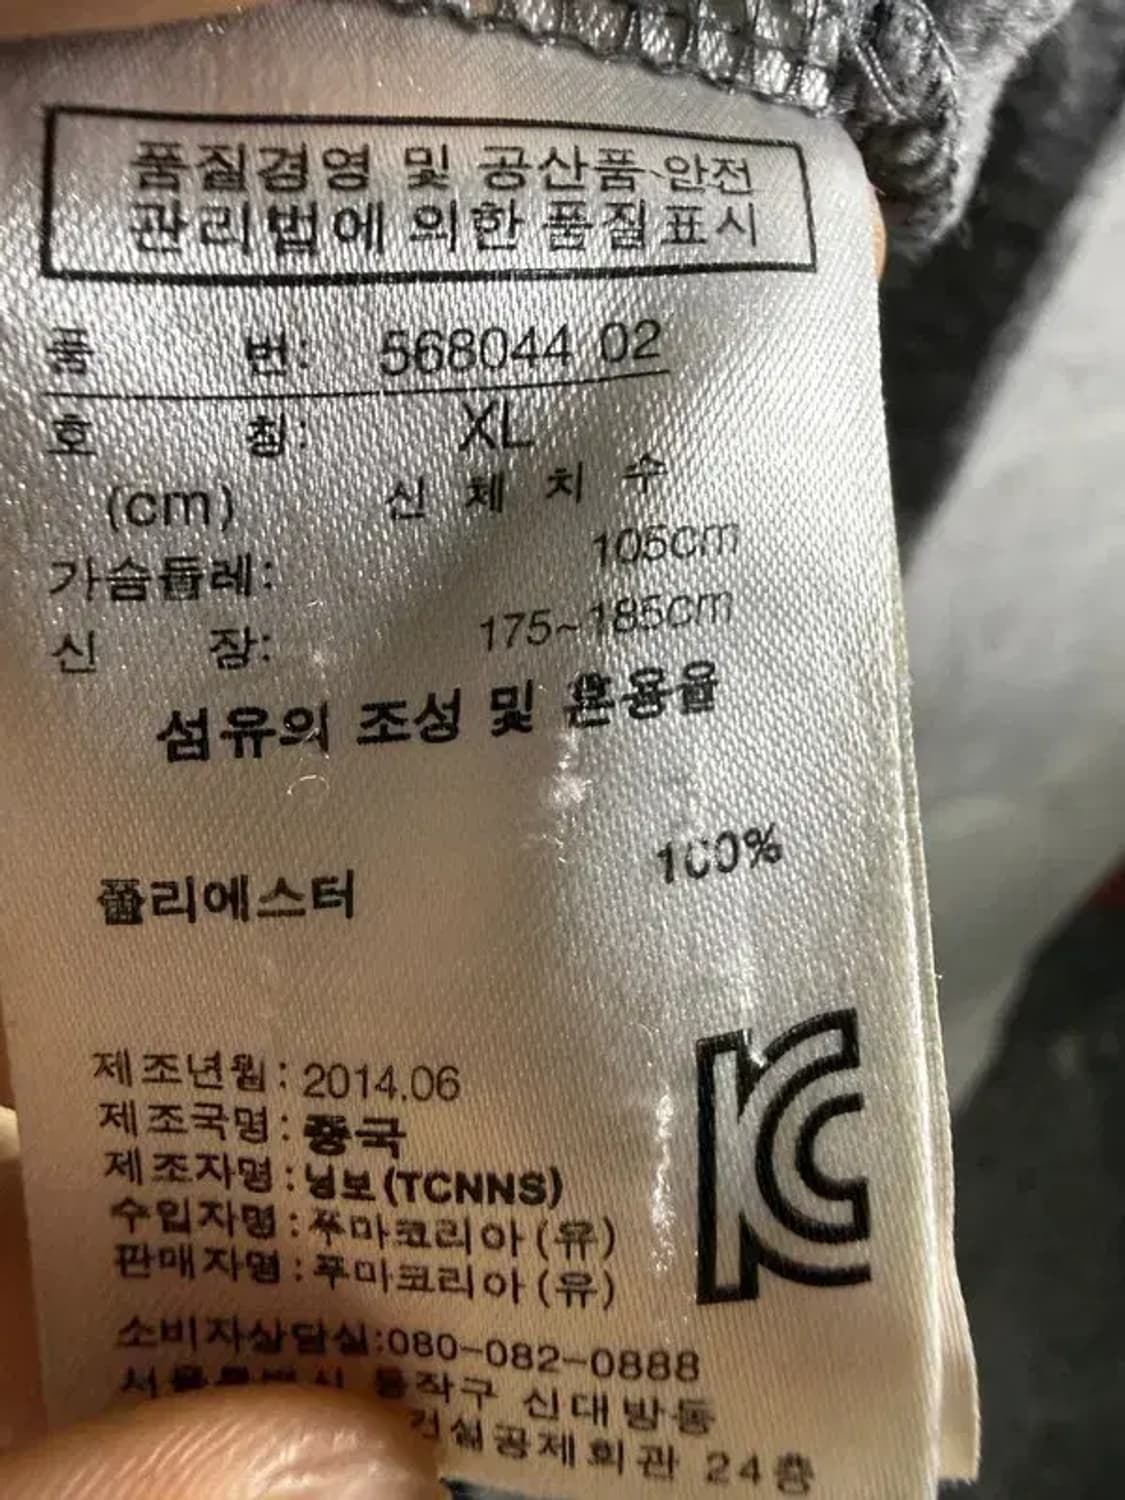 품질경영 및 공산품 안전
관리법에 의한 품질표시
품 번: 568044 02
호 칭: XL
(cm) 신 체 치 수
가슴둘레: 105cm
신 장: 175~185cm
섬유의 조성 및 혼용율
폴리에스터 100%
제조년월: 2014.06
제조국명: 중국
제조자명: 닝보(TCNNS)
수입자명: 푸마코리아(유)
판매자명: 푸마코리아(유)
소비자상담실:080-082-0888
서울특별시 동작구 신대방동
건설공제회관 24층